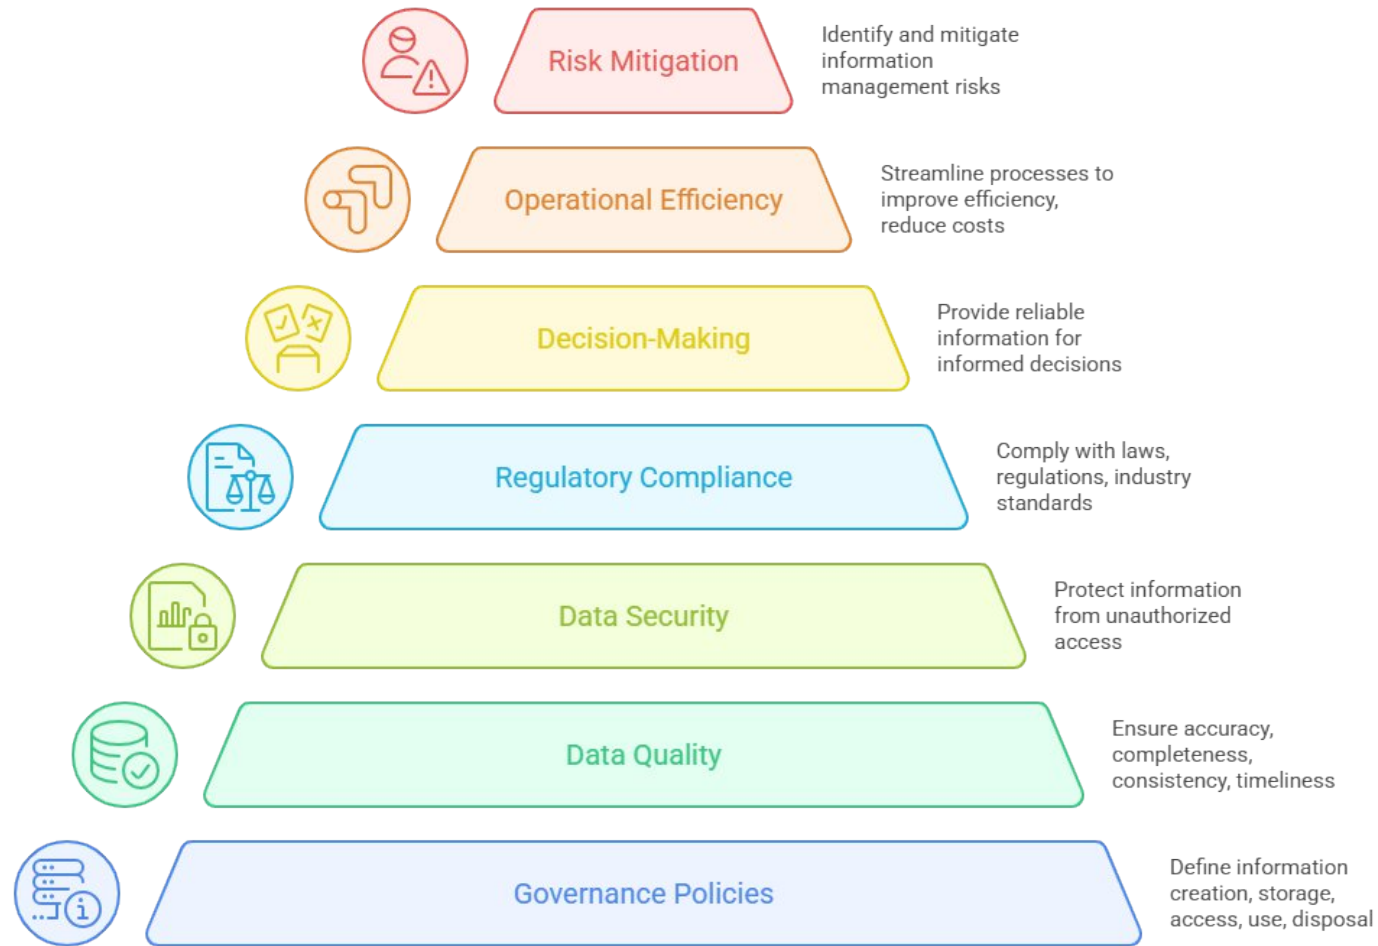 Risk Mitigation
Identify and mitigate
information
management risks
Operational Efficiency
Streamline processes to
improve efficiency,
reduce costs
Decision-Making
Provide reliable
information for
informed decisions
Regulatory Compliance
Comply with laws,
regulations, industry
standards
Data Security
Protect information
from unauthorized
access
Data Quality
Ensure accuracy,
completeness,
consistency, timeliness
Governance Policies
Define information
creation, storage,
access, use, disposal